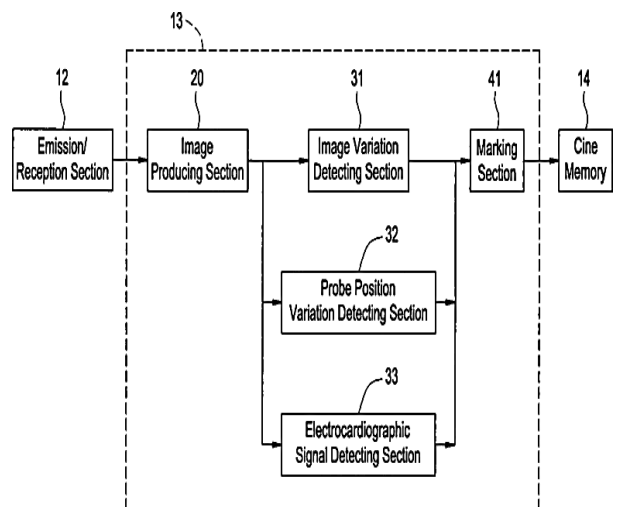 13
12
20
31
41
14
Emission/
Reception Section
Image
Producing Section
Image Variation
Detecting Section
Marking
Section
Cine
Memory
32
Probe Position
Variation Detecting Section
33
Electrocardiographic
Signal Detecting Section